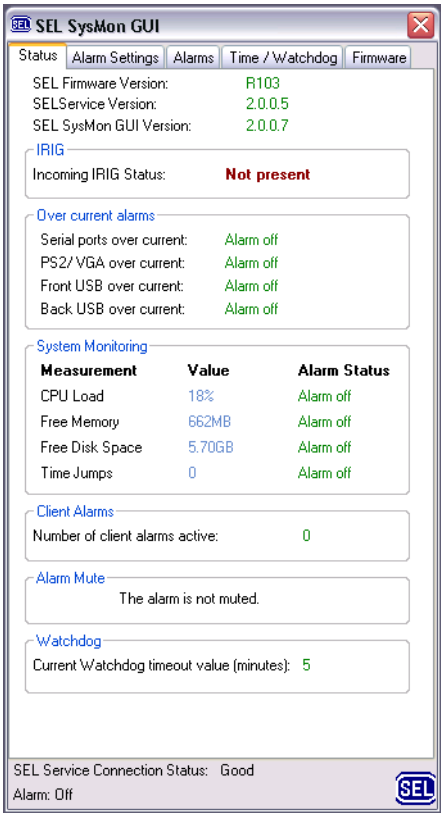 SEL SEL SysMon GUI
Status Alarm Settings Alarms Time / Watchdog Firmware
SEL Firmware Version: R103
SELService Version: 2.0.0.5
SEL SysMon GUI Version: 2.0.0.7
IRIG
Incoming IRIG Status: Not present
Over current alarms
Serial ports over current: Alarm off
PS2/ VGA over current: Alarm off
Front USB over current: Alarm off
Back USB over current: Alarm off
System Monitoring
Measurement Value Alarm Status
CPU Load 18% Alarm off
Free Memory 662MB Alarm off
Free Disk Space 5.70GB Alarm off
Time Jumps 0 Alarm off
Client Alarms
Number of client alarms active: 0
Alarm Mute
The alarm is not muted.
Watchdog
Current Watchdog timeout value (minutes): 5
SEL Service Connection Status: Good
Alarm: Off
SEL